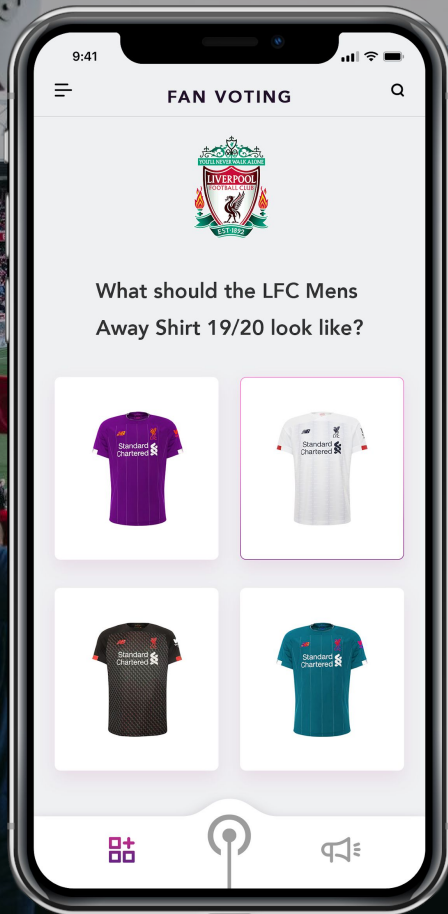 9:41
FAN VOTING
YOU'LL NEVER WALK ALONE
LIVERPOOL
FOOTBALL CLUB
EST·1892
What should the LFC Mens
Away Shirt 19/20 look like?
Standard
Chartered
Standard
Chartered
Standard
Chartered
Standard
Chartered